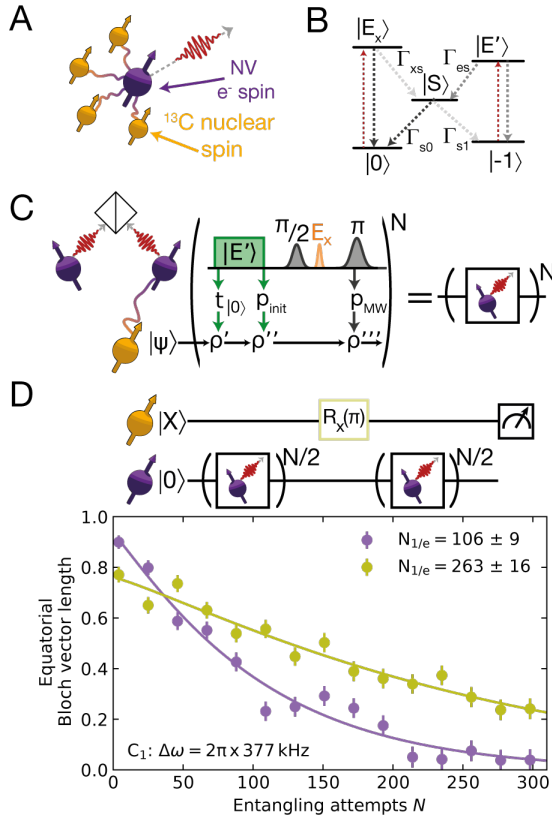 A
NV
e⁻ spin
¹³C nuclear
spin
B
|Eₓ⟩
|E'⟩
Γₓₛ
Γₑₛ
|S⟩
Γₛ₀
Γₛ₁
|0⟩
|-1⟩
C
|E'⟩
π/2
Eₓ
π
N
t|0⟩
p_init
p_MW
|ψ⟩
ρ'
ρ''
ρ'''
=
N
D
|X⟩
Rₓ(π)
|0⟩
N/2
N/2
N₁/ₑ = 106 ± 9
N₁/ₑ = 263 ± 16
1.0
0.8
0.6
0.4
0.2
0.0
Equatorial
Bloch vector length
C₁: Δω = 2π x 377 kHz
0
50
100
150
200
250
300
Entangling attempts N